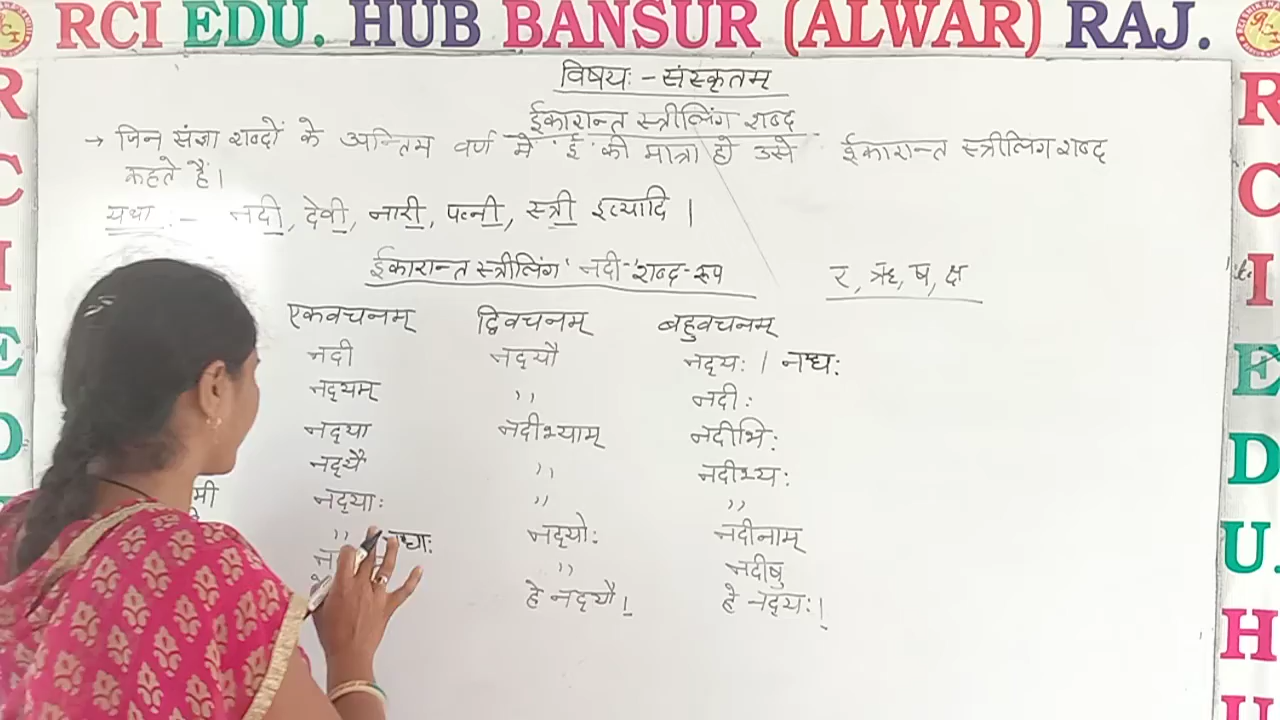 RCI EDU. HUB BANSUR (ALWAR) RAJ.
विषयः - संस्कृतम्
ईकारान्त स्त्रीलिंग शब्द
→ जिन संज्ञा शब्दों के अन्तिम वर्ण में 'ई' की मात्रा हो उसे ईकारान्त स्त्रीलिंग शब्द
कहते हैं।
यथा - नदी, देवी, नारी, पत्नी, स्त्री इत्यादि।
ईकारान्त स्त्रीलिंग 'नदी' शब्द-रूप र, ऋ, ष, क्ष
एकवचनम् द्विवचनम् बहुवचनम्
नदी नद्‌यौ नद्‌यः । नद्यः
नद्‌यम् ,, नदीः
नद्‌या नदीभ्याम् नदीभिः
नद्‌यै ,, नदीभ्यः
मी नद्‌याः ,, ,,
,, नद्‌योः नदीनाम्
,, नदीषु
हे नद्‌यौ! हे नद्‌यः!
R
C
I
E
D
R
C
I
E
D
U.
H
U